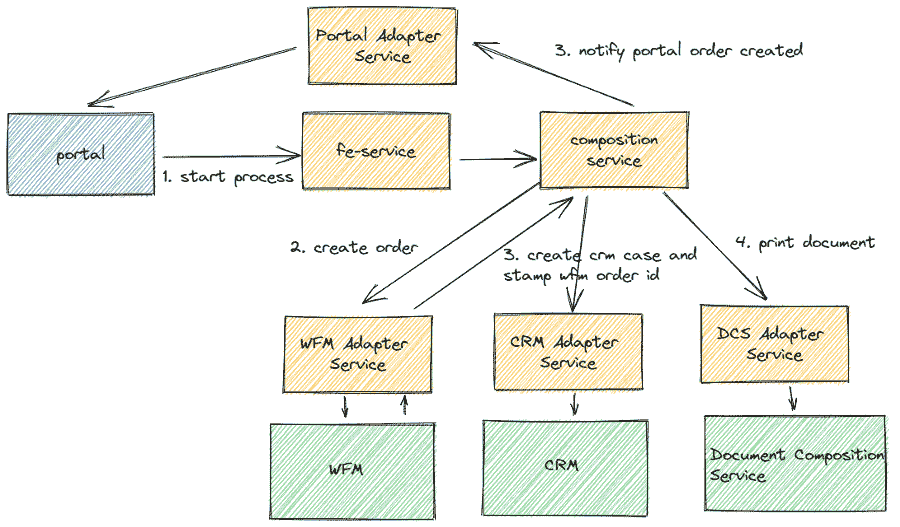 Portal Adapter
Service
3. notify portal order created
portal
fe-service
composition
service
1. start process
2. create order
3. create crm case and
stamp wfm order id
4. print document
WFM Adapter
Service
CRM Adapter
Service
DCS Adapter
Service
WFM
CRM
Document Composition
Service